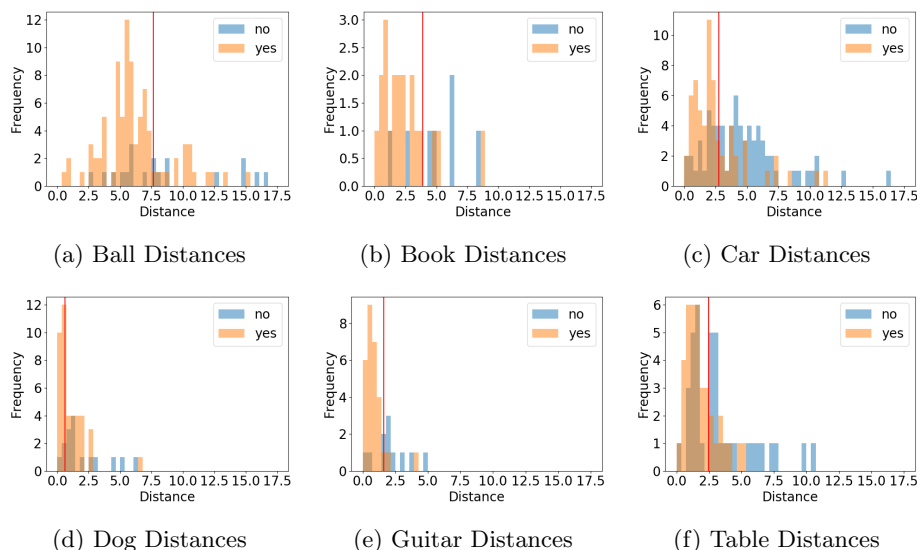 12
10
8
6
4
2
0
Frequency
no
yes
0.0 2.5 5.0 7.5 10.0 12.5 15.0 17.5
Distance
(a) Ball Distances
3.0
2.5
2.0
1.5
1.0
0.5
0.0
Frequency
no
yes
0.0 2.5 5.0 7.5 10.0 12.5 15.0 17.5
Distance
(b) Book Distances
10
8
6
4
2
0
Frequency
no
yes
0.0 2.5 5.0 7.5 10.0 12.5 15.0 17.5
Distance
(c) Car Distances
12
10
8
6
4
2
0
Frequency
no
yes
0.0 2.5 5.0 7.5 10.0 12.5 15.0 17.5
Distance
(d) Dog Distances
8
6
4
2
0
Frequency
no
yes
0.0 2.5 5.0 7.5 10.0 12.5 15.0 17.5
Distance
(e) Guitar Distances
6
5
4
3
2
1
0
Frequency
no
yes
0.0 2.5 5.0 7.5 10.0 12.5 15.0 17.5
Distance
(f) Table Distances